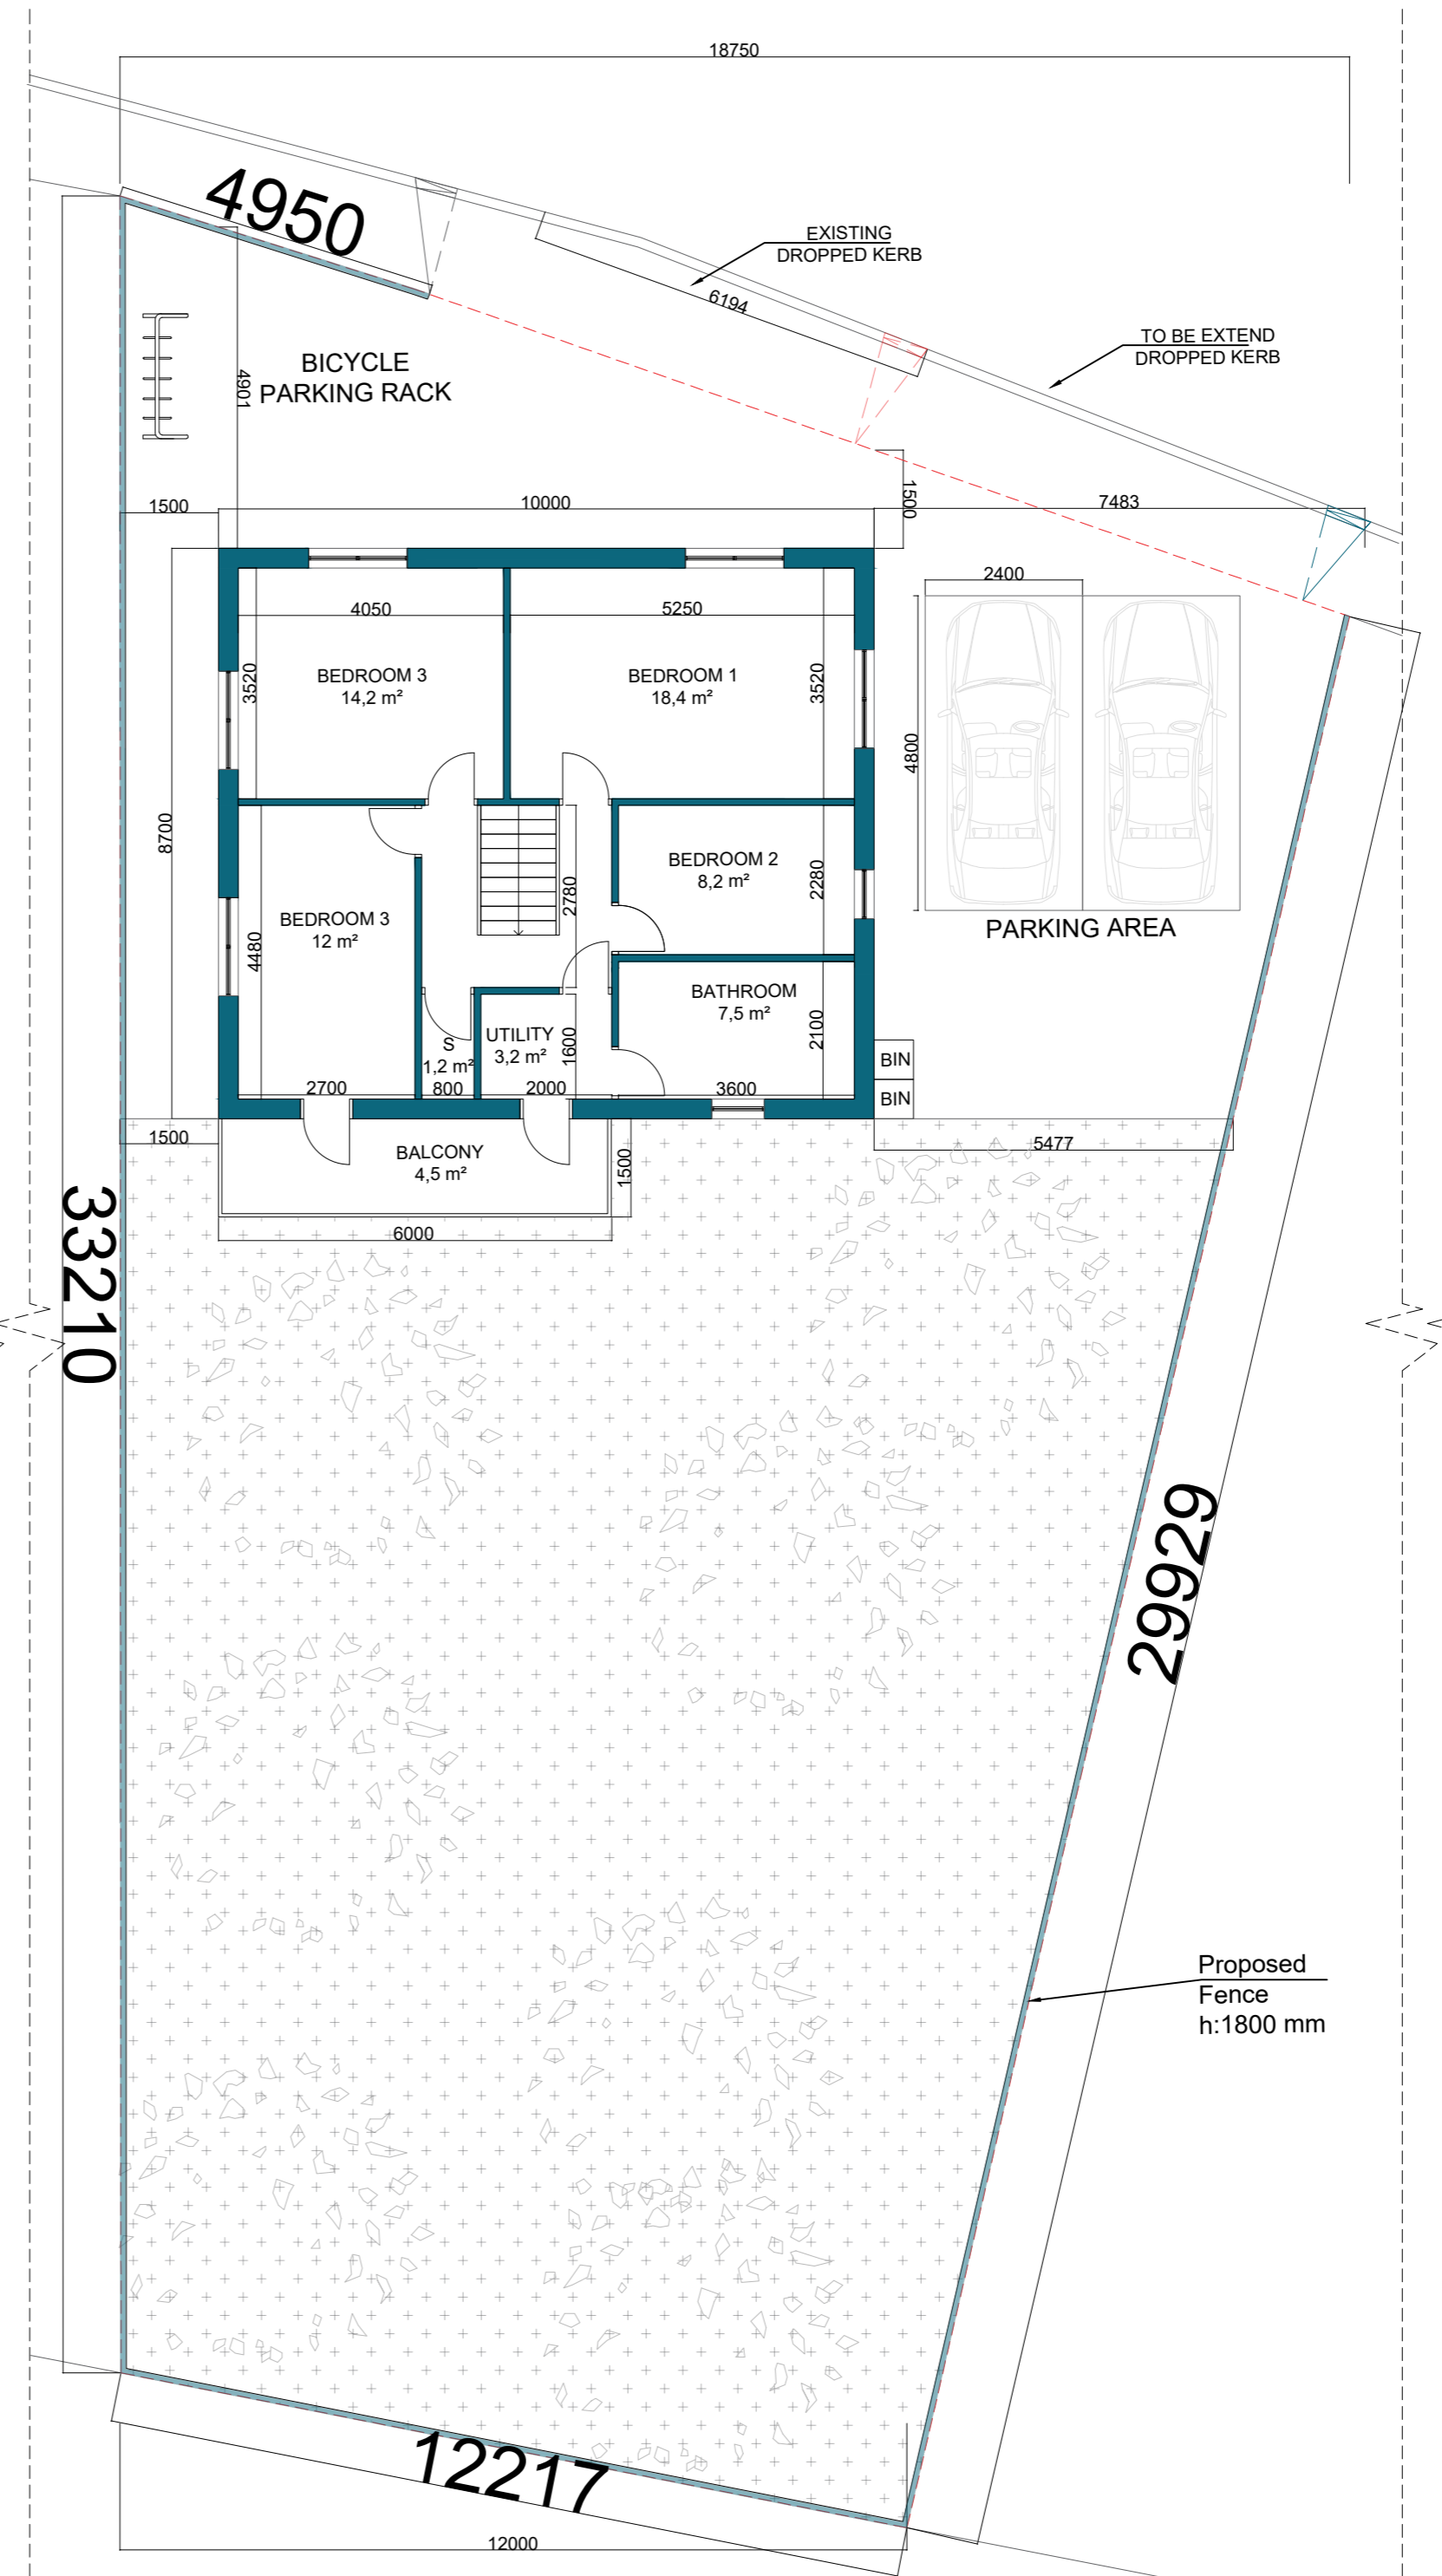 18750
4950
EXISTING
DROPPED KERB
6194
TO BE EXTEND
DROPPED KERB
BICYCLE
PARKING RACK
4901
1500
10000
1500
7483
2400
4050
5250
BEDROOM 3
14,2 m²
3520
BEDROOM 1
18,4 m²
3520
4800
8700
BEDROOM 2
8,2 m²
2280
2780
BEDROOM 3
12 m²
4480
PARKING AREA
BATHROOM
7,5 m²
2100
S
1,2 m²
UTILITY
3,2 m²
1600
BIN
2700
800
2000
3600
BIN
1500
BALCONY
4,5 m²
1500
5477
6000
33210
29929
Proposed
Fence
h:1800 mm
12217
12000